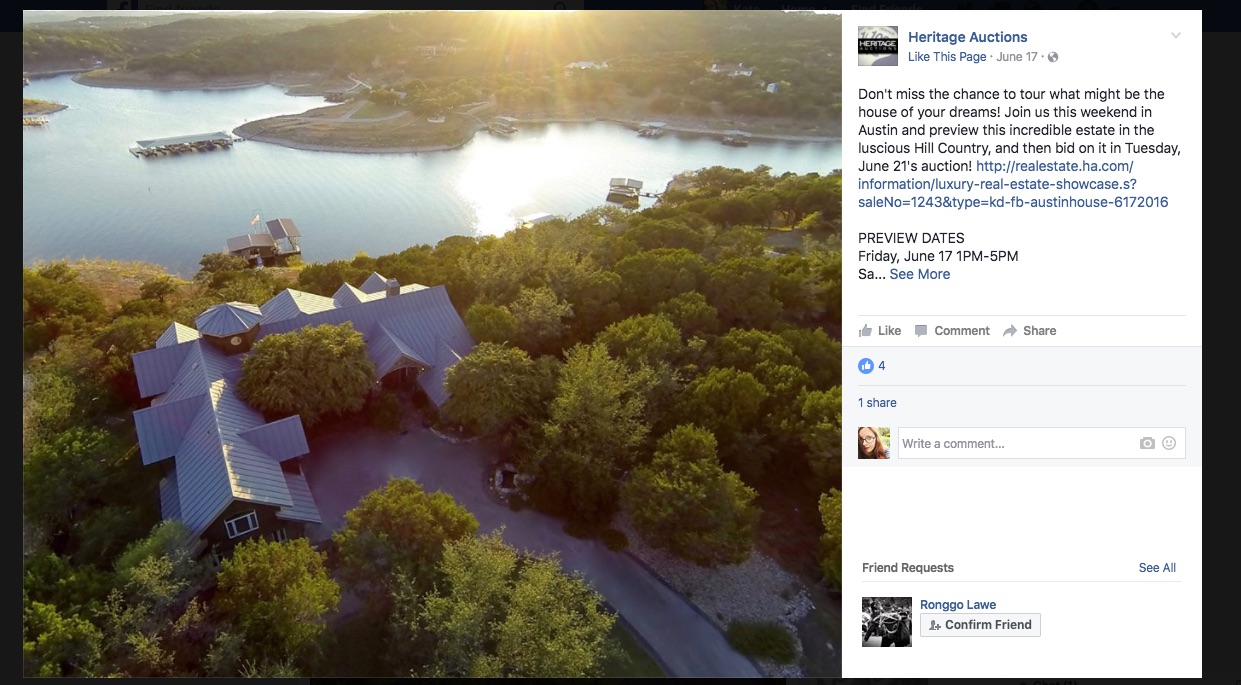 Heritage Auctions
Like This Page · June 17 ·
HERITAGE
AUCTIONS
Don't miss the chance to tour what might be the
house of your dreams! Join us this weekend in
Austin and preview this incredible estate in the
luscious Hill Country, and then bid on it in Tuesday,
June 21's auction! http://realestate.ha.com/
information/luxury-real-estate-showcase.s?
saleNo=1243&type=kd-fb-austinhouse-6172016
PREVIEW DATES
Friday, June 17 1PM-5PM
Sa... See More
Like Comment Share
4
1 share
Write a comment...
Friend Requests See All
Ronggo Lawe
Confirm Friend